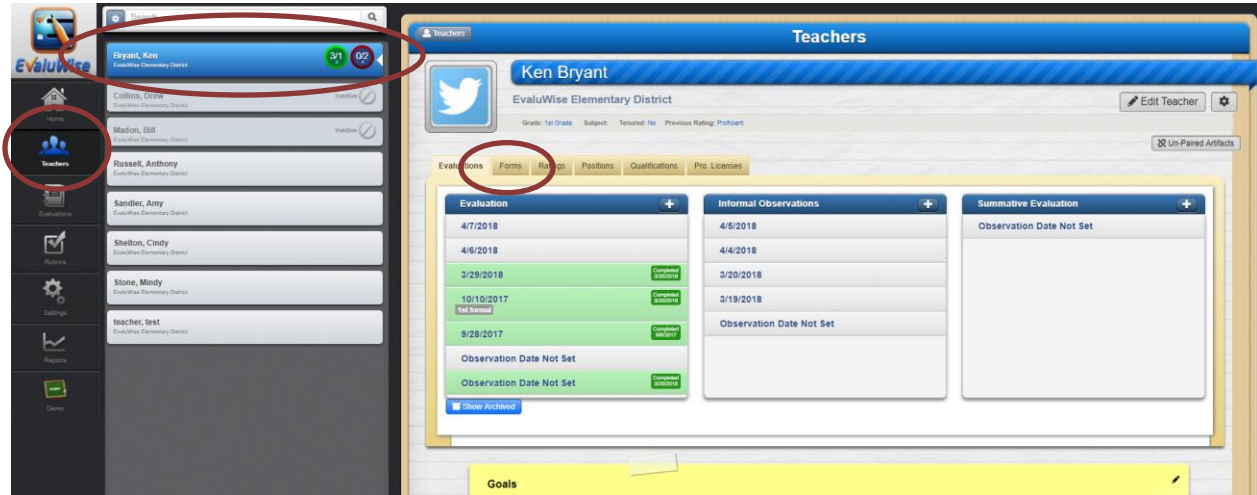 EvaluWise
Home
Teachers
Evaluations
Rubrics
Settings
Reports
Demo
Search
Bryant, Ken
EvaluWise Elementary District
3/1
0/2
Collins, Drew
EvaluWise Elementary District
Inactive
Madon, Bill
EvaluWise Elementary District
Inactive
Russell, Anthony
EvaluWise Elementary District
Sandler, Amy
EvaluWise Elementary District
Shelton, Cindy
EvaluWise Elementary District
Stone, Mindy
EvaluWise Elementary District
teacher, test
EvaluWise Elementary District
Teachers
Teachers
Ken Bryant
EvaluWise Elementary District
Grade: 1st Grade Subject: Tenured: No Previous Rating: Proficient
Edit Teacher
Un-Paired Artifacts
Evaluations Forms Ratings Positions Qualifications Pro. Licenses
Evaluation
4/7/2018
4/6/2018
3/29/2018
Completed
10/10/2017
1st formal
Completed
9/28/2017
Completed
Observation Date Not Set
Observation Date Not Set
Completed
Show Archived
Informal Observations
4/5/2018
4/4/2018
3/20/2018
3/19/2018
Observation Date Not Set
Summative Evaluation
Observation Date Not Set
Goals